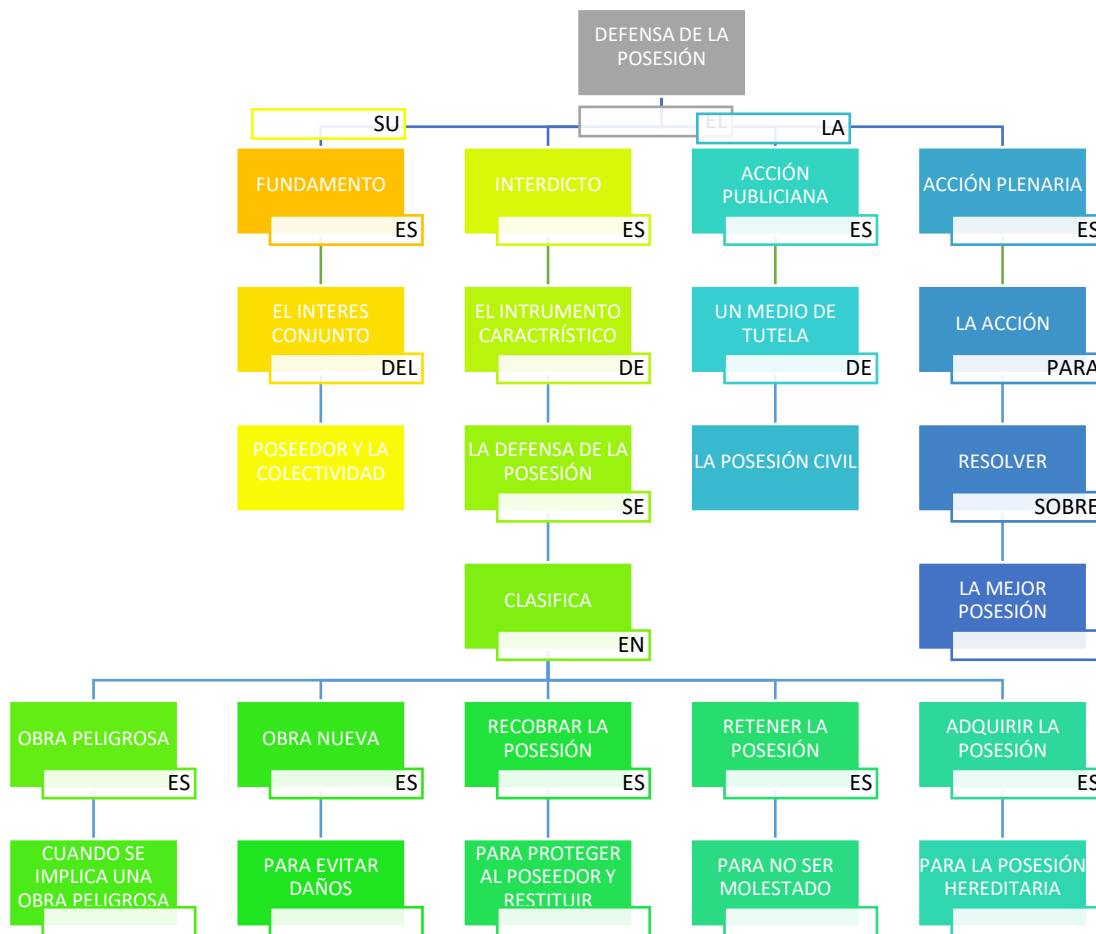 DEFENSA DE LA
POSESIÓN
SU
EL
LA
FUNDAMENTO
ES
INTERDICTO
ES
ACCIÓN
PUBLICIANA
ES
ACCIÓN PLENARIA
ES
EL INTERES
CONJUNTO
DEL
EL INTRUMENTO
CARACTRÍSTICO
DE
UN MEDIO DE
TUTELA
DE
LA ACCIÓN
PARA
POSEEDOR Y LA
COLECTIVIDAD
LA DEFENSA DE LA
POSESIÓN
SE
LA POSESIÓN CIVIL
RESOLVER
SOBRE
CLASIFICA
EN
LA MEJOR
POSESIÓN
OBRA PELIGROSA
ES
OBRA NUEVA
ES
RECOBRAR LA
POSESIÓN
ES
RETENER LA
POSESIÓN
ES
ADQUIRIR LA
POSESIÓN
ES
CUANDO SE
IMPLICA UNA
OBRA PELIGROSA
PARA EVITAR
DAÑOS
PARA PROTEGER
AL POSEEDOR Y
RESTITUIR
PARA NO SER
MOLESTADO
PARA LA POSESIÓN
HEREDITARIA